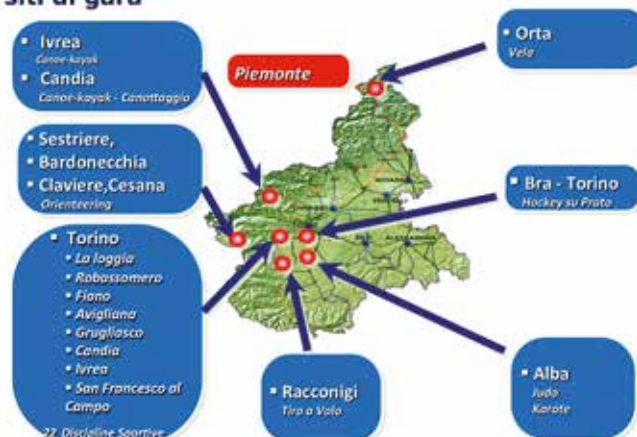 siti di gara
Ivrea
Canoe-kayak
Candia
Canoe-kayak - Canottaggio
Piemonte
Orta
Vela
Sestriere,
Bardonecchia
Claviere,Cesana
Orienteering
Bra - Torino
Hockey su Prato
Torino
La loggia
Robassomero
Fiano
Avigliana
Grugliasco
Candia
Ivrea
San Francesco al
Campo
22 Discipline Sportive
Racconigi
Tiro a Volo
Alba
Judo
Karate